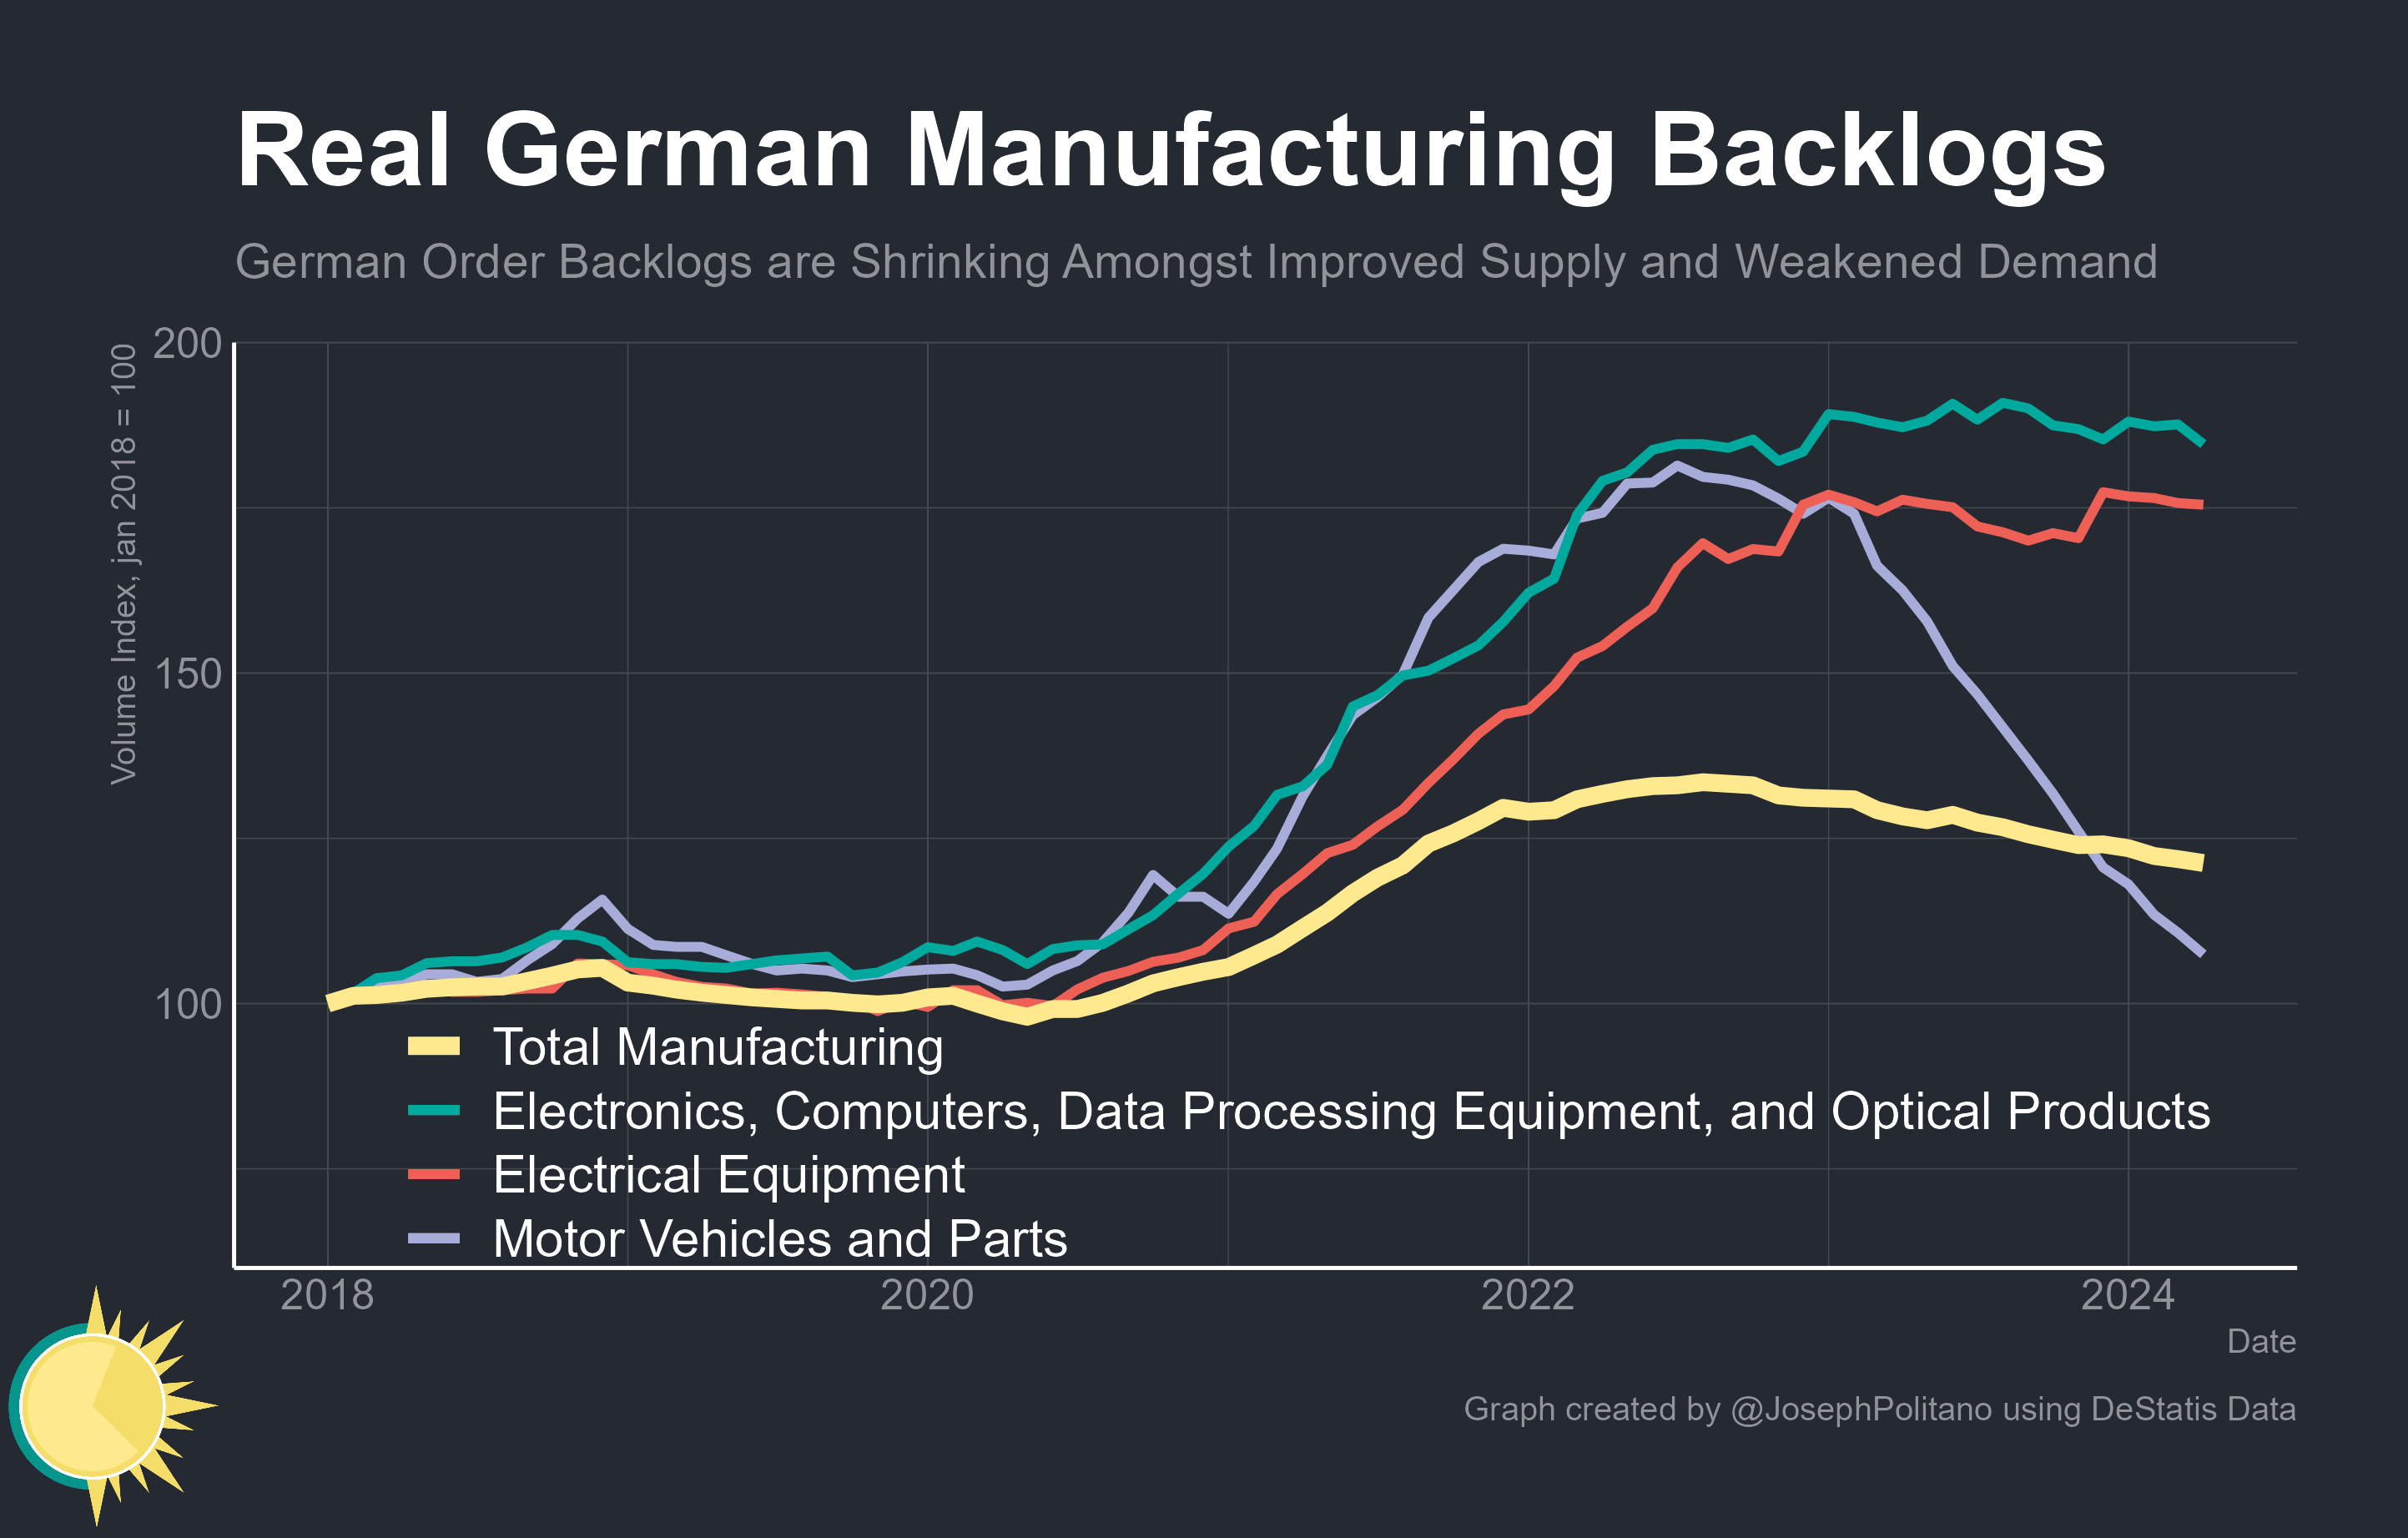 Real German Manufacturing Backlogs
German Order Backlogs are Shrinking Amongst Improved Supply and Weakened Demand
Volume Index, jan 2018 = 100
200
150
100
Total Manufacturing
Electronics, Computers, Data Processing Equipment, and Optical Products
Electrical Equipment
Motor Vehicles and Parts
2018 2020 2022 2024
Date
Graph created by @JosephPolitano using DeStatis Data